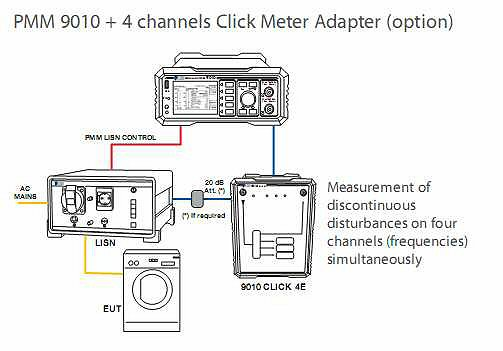 PMM 9010 + 4 channels Click Meter Adapter (option)
PMM LISN CONTROL
AC
MAINS
20 dB
Att. (*)
(*) If required
LISN
EUT
9010 CLICK 4E
Measurement of
discontinuous
disturbances on four
channels (frequencies)
simultaneously